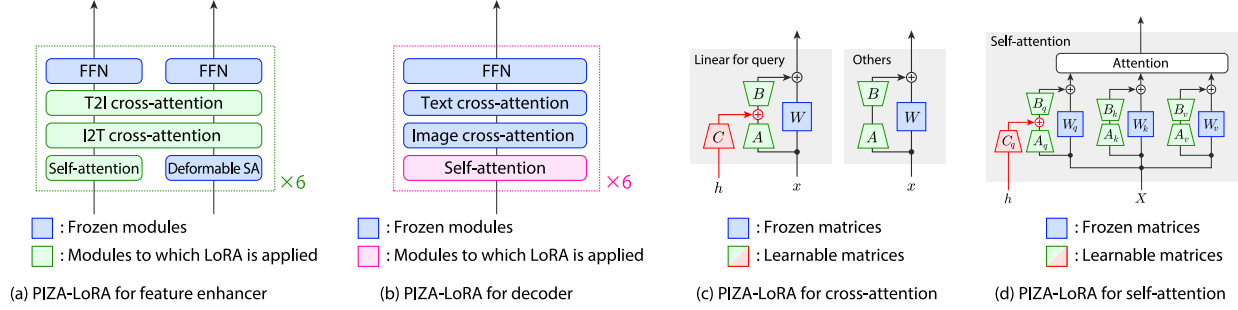 FFN
FFN
T2I cross-attention
I2T cross-attention
Self-attention
Deformable SA
×6
: Frozen modules
: Modules to which LoRA is applied
(a) PIZA-LoRA for feature enhancer
FFN
Text cross-attention
Image cross-attention
Self-attention
×6
: Frozen modules
: Modules to which LoRA is applied
(b) PIZA-LoRA for decoder
Linear for query
B
W
C
A
h
x
Others
B
W
A
x
: Frozen matrices
: Learnable matrices
(c) PIZA-LoRA for cross-attention
Self-attention
Attention
B_q
B_k
B_v
W_q
W_k
W_v
C_q
A_q
A_k
A_v
h
X
: Frozen matrices
: Learnable matrices
(d) PIZA-LoRA for self-attention